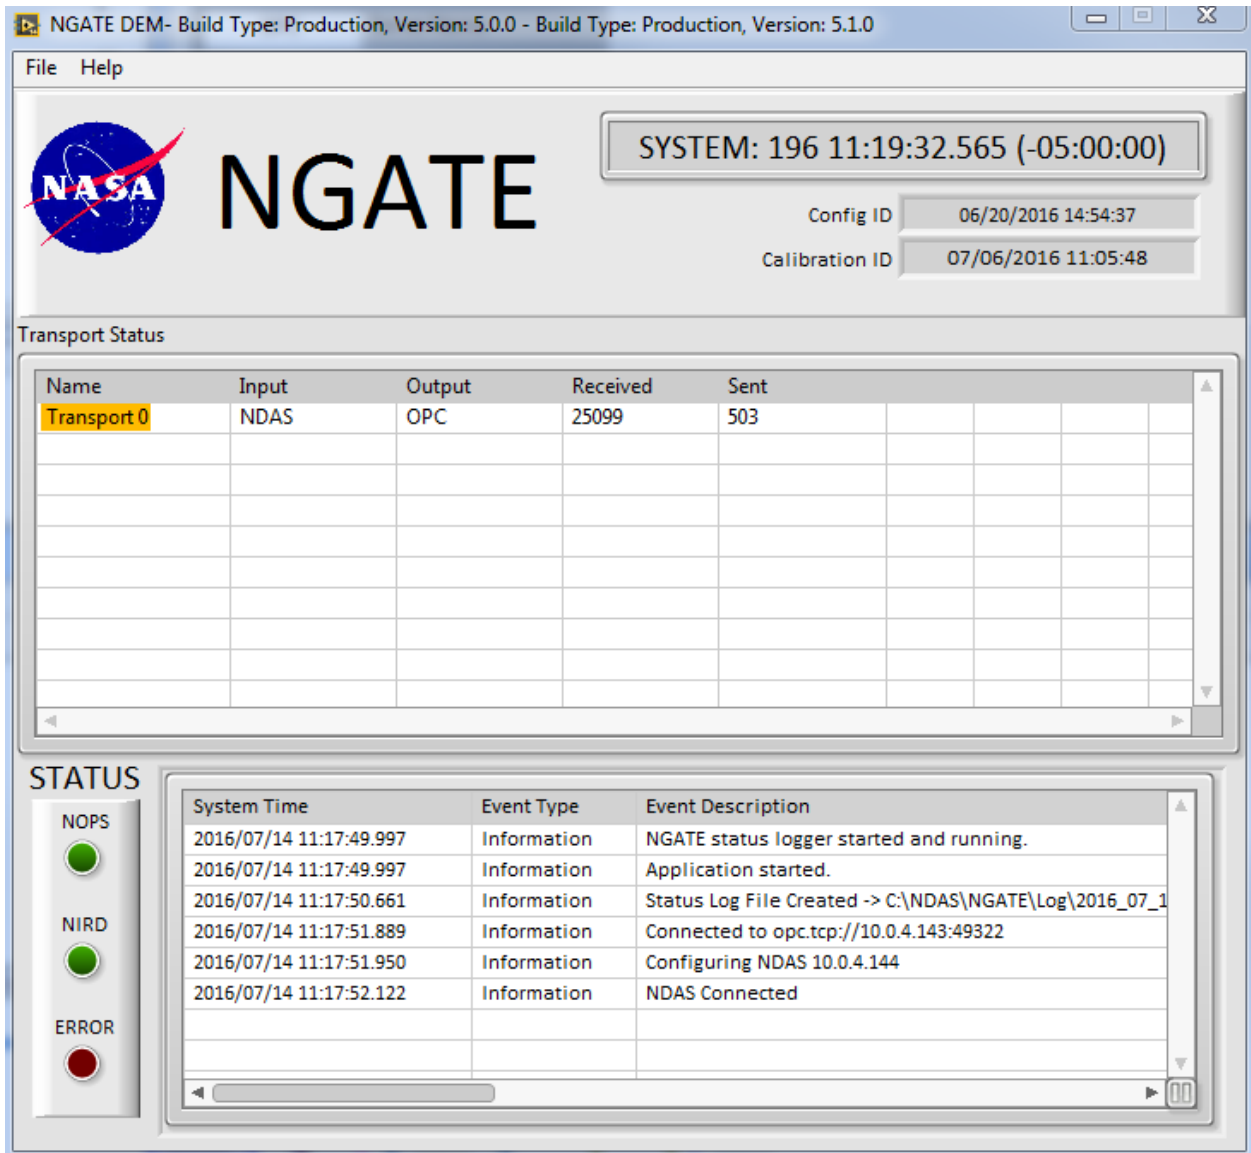 NGATE DEM- Build Type: Production, Version: 5.0.0 - Build Type: Production, Version: 5.1.0
File Help
NASA
NGATE
SYSTEM: 196 11:19:32.565 (-05:00:00)
Config ID 06/20/2016 14:54:37
Calibration ID 07/06/2016 11:05:48
Transport Status
Name Input Output Received Sent
Transport 0 NDAS OPC 25099 503
STATUS
NOPS
NIRD
ERROR
System Time Event Type Event Description
2016/07/14 11:17:49.997 Information NGATE status logger started and running.
2016/07/14 11:17:49.997 Information Application started.
2016/07/14 11:17:50.661 Information Status Log File Created -> C:\NDAS\NGATE\Log\2016_07_1
2016/07/14 11:17:51.889 Information Connected to opc.tcp://10.0.4.143:49322
2016/07/14 11:17:51.950 Information Configuring NDAS 10.0.4.144
2016/07/14 11:17:52.122 Information NDAS Connected